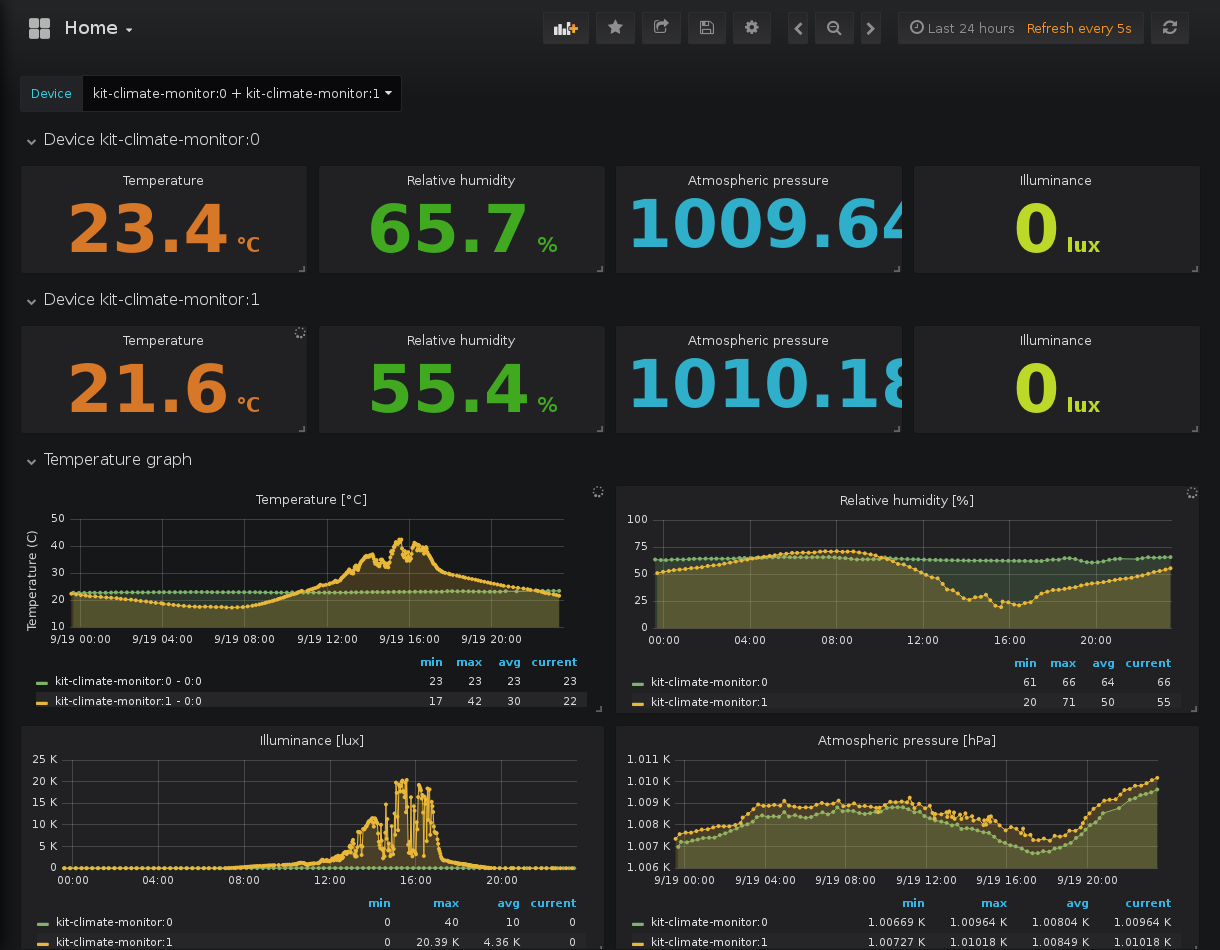 Home
Last 24 hours Refresh every 5s
Device kit-climate-monitor:0 + kit-climate-monitor:1
Device kit-climate-monitor:0
Temperature Relative humidity Atmospheric pressure Illuminance
23.4 °C 65.7 % 1009.64 0 lux
Device kit-climate-monitor:1
Temperature Relative humidity Atmospheric pressure Illuminance
21.6 °C 55.4 % 1010.18 0 lux
Temperature graph
Temperature [°C]
Temperature (C)
50
40
30
20
10
9/19 00:00 9/19 04:00 9/19 08:00 9/19 12:00 9/19 16:00 9/19 20:00
min max avg current
kit-climate-monitor:0 - 0:0 23 23 23 23
kit-climate-monitor:1 - 0:0 17 42 30 22
Relative humidity [%]
100
75
50
25
0
00:00 04:00 08:00 12:00 16:00 20:00
min max avg current
kit-climate-monitor:0 61 66 64 66
kit-climate-monitor:1 20 71 50 55
Illuminance [lux]
25 K
20 K
15 K
10 K
5 K
0
00:00 04:00 08:00 12:00 16:00 20:00
min max avg current
kit-climate-monitor:0 0 40 10 0
kit-climate-monitor:1 0 20.39 K 4.36 K 0
Atmospheric pressure [hPa]
1.011 K
1.010 K
1.009 K
1.008 K
1.007 K
1.006 K
9/19 00:00 9/19 04:00 9/19 08:00 9/19 12:00 9/19 16:00 9/19 20:00
min max avg current
kit-climate-monitor:0 1.00669 K 1.00964 K 1.00804 K 1.00964 K
kit-climate-monitor:1 1.00727 K 1.01018 K 1.00849 K 1.01018 K